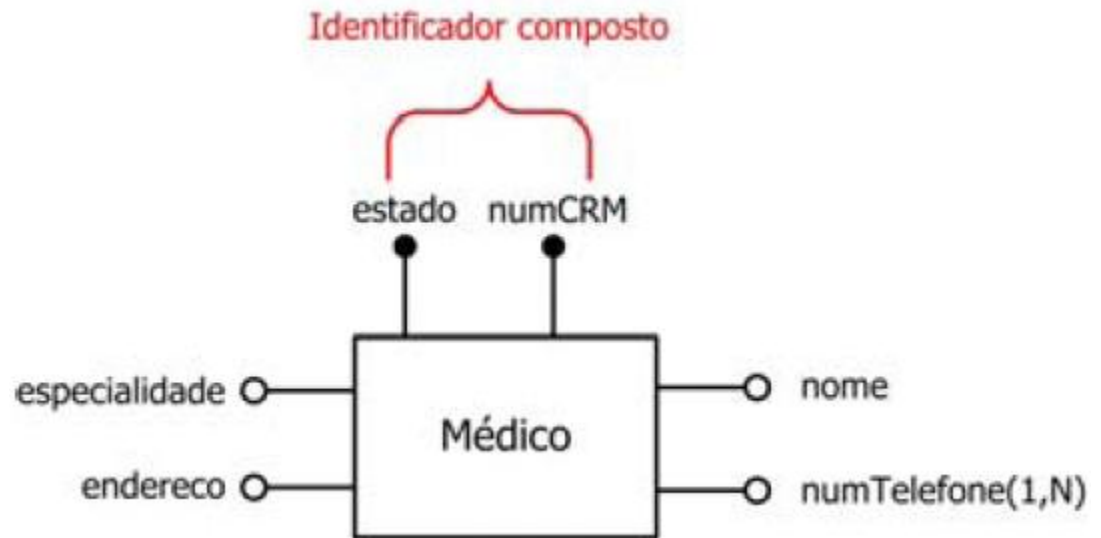 Identificador composto
estado numCRM
especialidade
nome
Médico
endereco
numTelefone(1,N)